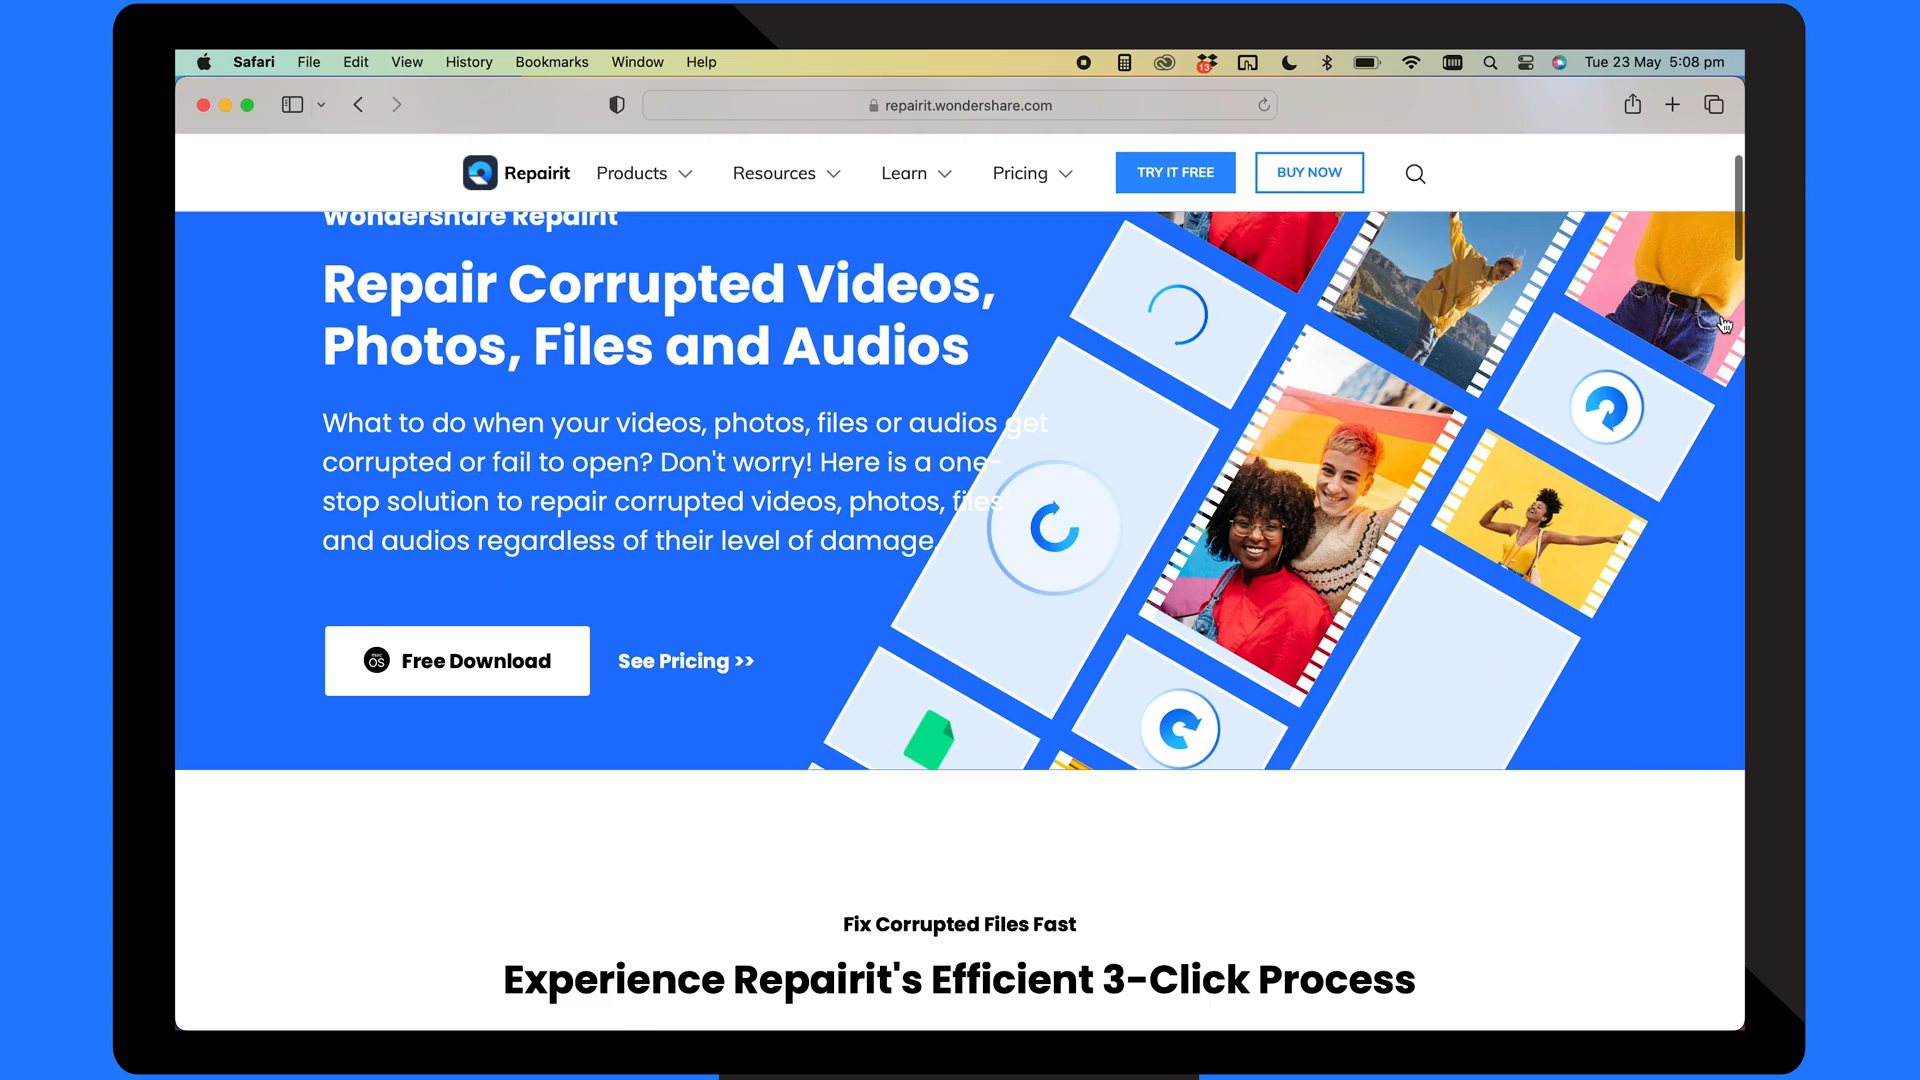 Safari File Edit View History Bookmarks Window Help
13
Tue 23 May 5:08 pm
repairit.wondershare.com
Repairit Products Resources Learn Pricing TRY IT FREE BUY NOW
Wondershare Repairit
Repair Corrupted Videos,
Photos, Files and Audios
What to do when your videos, photos, files or audios get
corrupted or fail to open? Don't worry! Here is a one-
stop solution to repair corrupted videos, photos, files
and audios regardless of their level of damage.
mac
OS
Free Download See Pricing >>
Fix Corrupted Files Fast
Experience Repairit's Efficient 3-Click Process